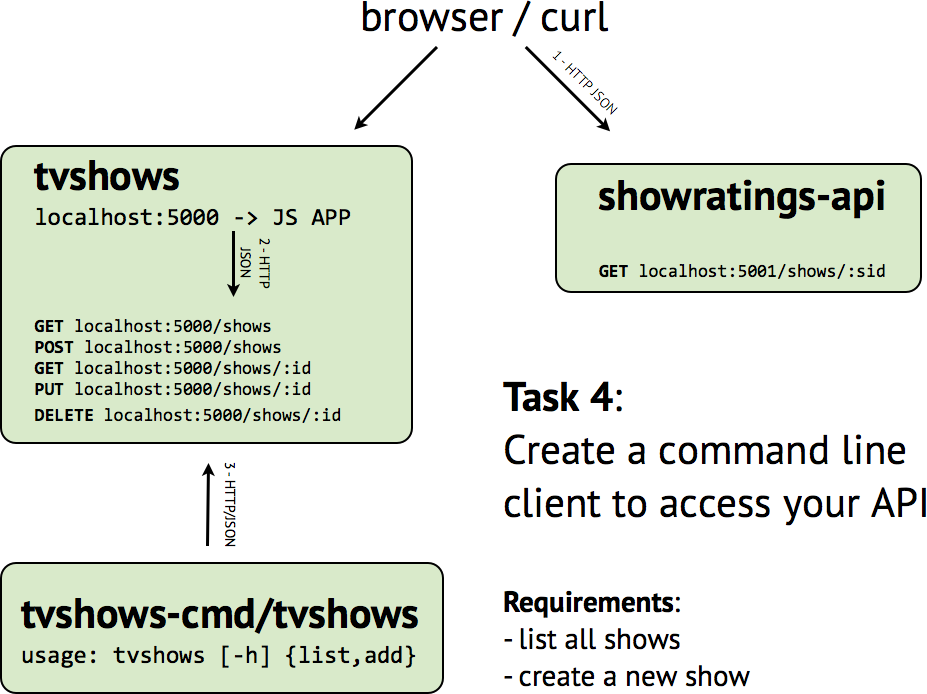 browser / curl
1 - HTTP JSON
tvshows
localhost:5000 -> JS APP
2 - HTTP
JSON
GET localhost:5000/shows
POST localhost:5000/shows
GET localhost:5000/shows/:id
PUT localhost:5000/shows/:id
DELETE localhost:5000/shows/:id
showratings-api
GET localhost:5001/shows/:sid
Task 4:
Create a command line
client to access your API
3 - HTTP/JSON
tvshows-cmd/tvshows
usage: tvshows [-h] {list,add}
Requirements:
- list all shows
- create a new show